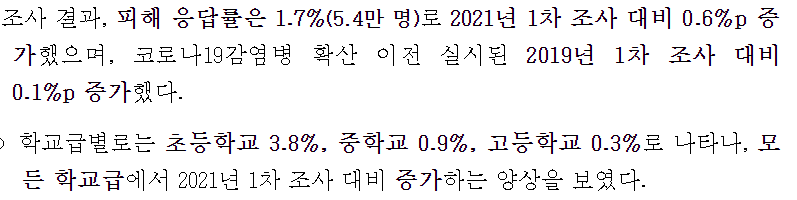 조사 결과, 피해 응답률은 1.7%(5.4만 명)로 2021년 1차 조사 대비 0.6%p 증
가했으며, 코로나19감염병 확산 이전 실시된 2019년 1차 조사 대비
0.1%p 증가했다.
○ 학교급별로는 초등학교 3.8%, 중학교 0.9%, 고등학교 0.3%로 나타나, 모
든 학교급에서 2021년 1차 조사 대비 증가하는 양상을 보였다.